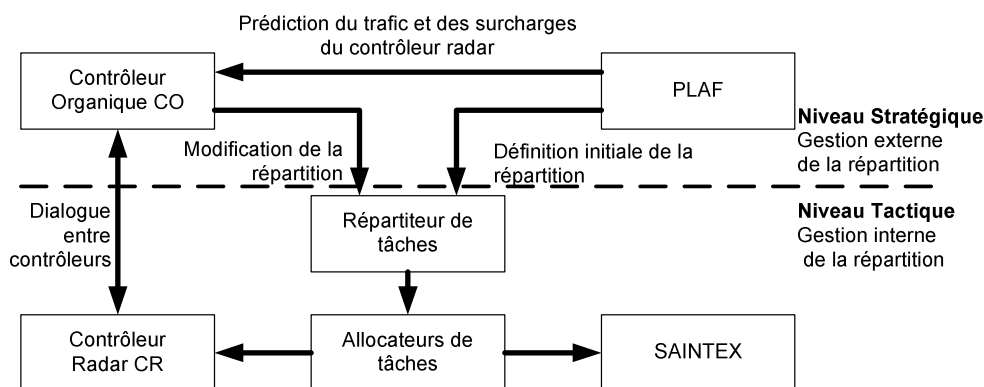 Prédiction du trafic et des surcharges
du contrôleur radar
Contrôleur
Organique CO
PLAF
Niveau Stratégique
Gestion externe
de la répartition
Modification de la
répartition
Définition initiale de la
répartition
Dialogue
entre
contrôleurs
Répartiteur de
tâches
Niveau Tactique
Gestion interne
de la répartition
Contrôleur
Radar CR
Allocateurs de
tâches
SAINTEX